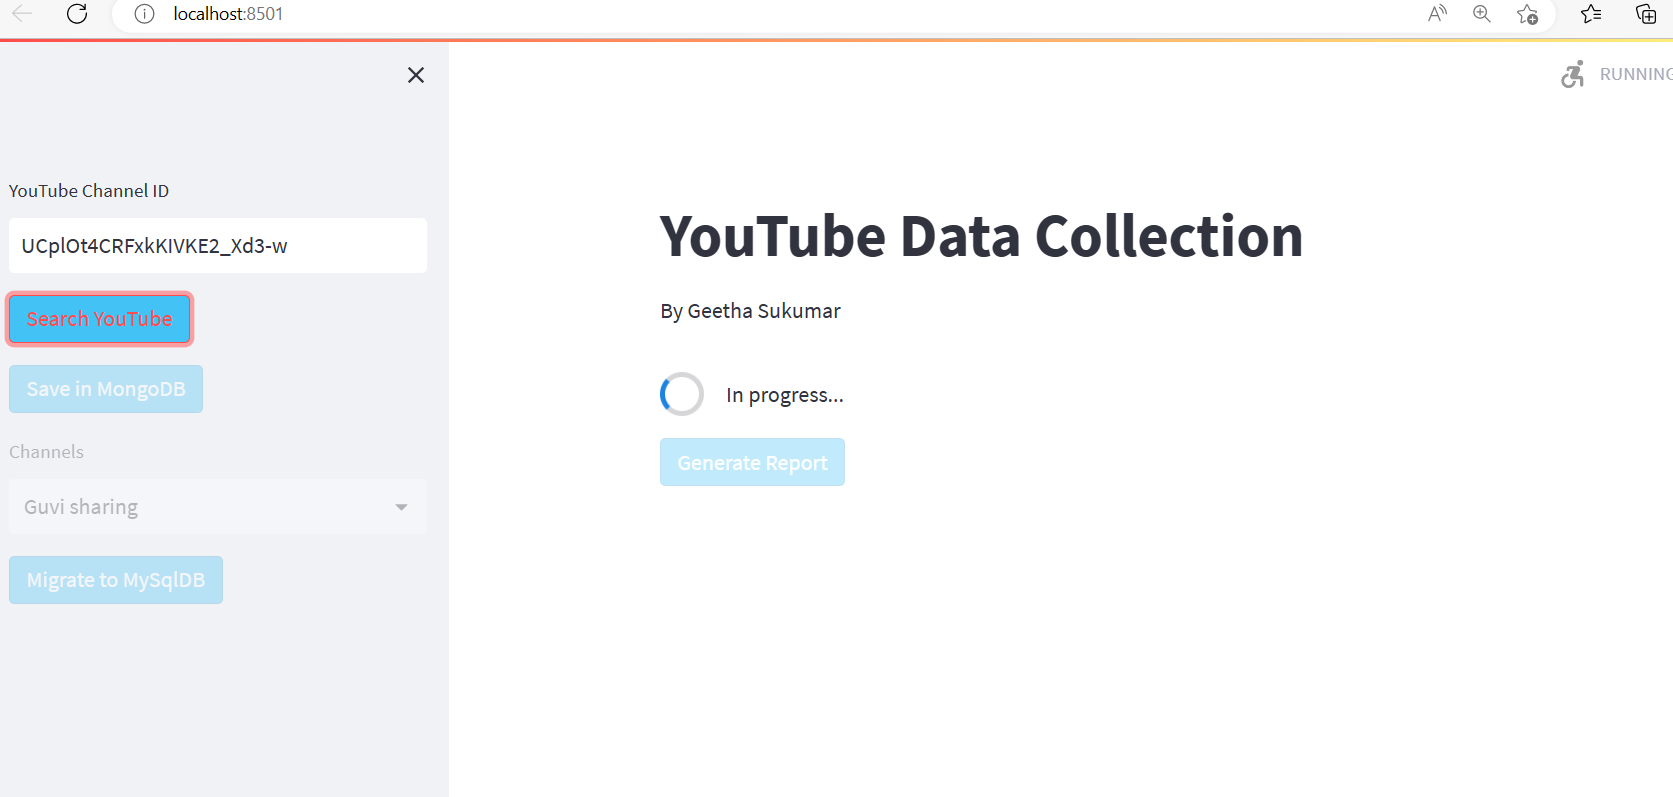 localhost:8501
RUNNING
YouTube Channel ID
UCplOt4CRFxkKIVKE2_Xd3-w
Search YouTube
Save in MongoDB
Channels
Guvi sharing
Migrate to MySqlDB
YouTube Data Collection
By Geetha Sukumar
In progress...
Generate Report